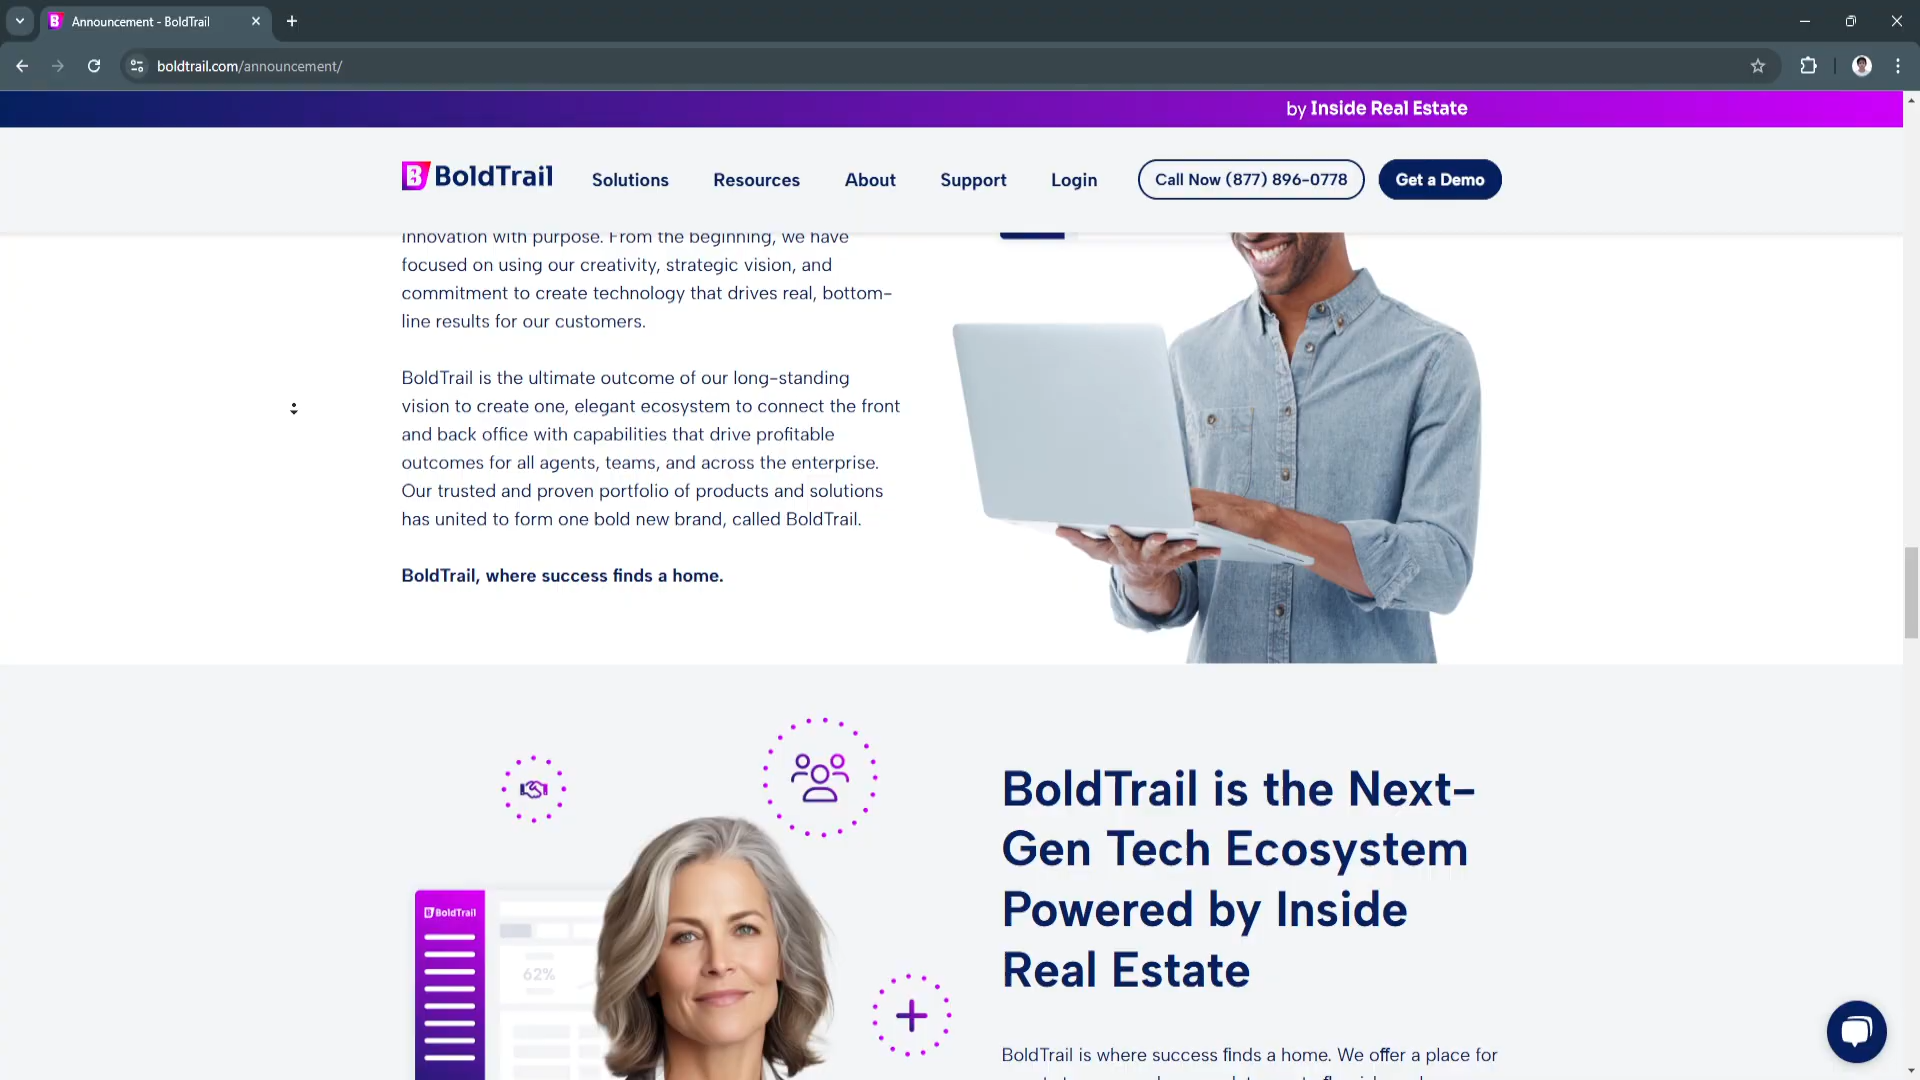 Announcement - BoldTrail
boldtrail.com/announcement/
by Inside Real Estate
BoldTrail
Solutions
Resources
About
Support
Login
Call Now (877) 896-0778
Get a Demo
innovation with purpose. From the beginning, we have
focused on using our creativity, strategic vision, and
commitment to create technology that drives real, bottom-
line results for our customers.
BoldTrail is the ultimate outcome of our long-standing
vision to create one, elegant ecosystem to connect the front
and back office with capabilities that drive profitable
outcomes for all agents, teams, and across the enterprise.
Our trusted and proven portfolio of products and solutions
has united to form one bold new brand, called BoldTrail.
BoldTrail, where success finds a home.
BoldTrail
62%
BoldTrail is the Next-
Gen Tech Ecosystem
Powered by Inside
Real Estate
BoldTrail is where success finds a home. We offer a place for